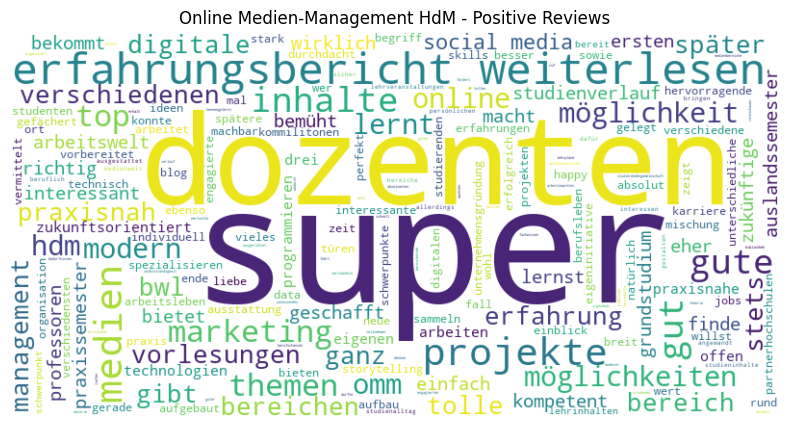 Online Medien-Management HdM - Positive Reviews
bekommt digitale wirklich begriff social media ersten später
stark durchdacht skills besser sowie bereit
erfahrungsbericht weiterlesen
verschiedenen top inhalte online studienverlauf
wer hervorragende bringen
studenten ideen mal lernt macht möglichkeit
gefächert konnte spätere bemüht erfahrungen gelegt verschiedene
ort arbeitet machbar kommilitonen
arbeitswelt dozenten
vermittelt vorbereitet richtig blog drei perfekt studierenden erfolgreich projekten happy absolut zeigt
interessant technisch engagierte programmieren bereiche dafür
praxisnah ebenso interessante karriere mischung
zukunftsorientiert individuell vieles zeit allerdings
auslandssemester unterschiedliche zukünftige
hdm modern super
türen wohl unternehmensgründung berufsleben eigeninitiative natürlich eher
spezialisieren ende liebe schwerpunkte digitalen lernst grundstudium praxisnahe gute
management organisation professoren verschiedensten medien praxissemester bwl arbeitsleben data fall einblick jobs
ausstattung neue sammeln breit willst
bietet geschafft erfahrung gut finde stets
schwerpunkt marketing eigenen arbeiten offen partnerhochschulen
praxis
vorlesungen ganz projekte
technologien bieten storytelling
themen omm einfach möglichkeiten wert
gibt bereichen tolle kompetent bereich rund
gerade aufgebaut aufbau studienalltag lehrinhalten